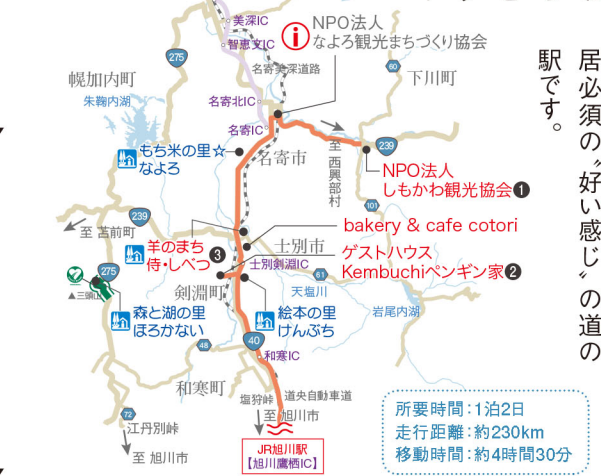 居必須の〝好い感じ〟の道の
駅です。
美深IC
智恵文IC
NPO法人
なよろ観光まちづくり協会
275
60
幌加内町
朱鞠内湖
名寄美深道路
下川町
名寄北IC
名寄IC
もち米の里☆
なよろ
名寄市
至 西興部村
239
NPO法人
しもかわ観光協会❶
101
239
至 苫前町
羊のまち
侍・しべつ❸
bakery & cafe cotori
士別市
士別剣淵IC
ゲストハウス
Kembuchiペンギン家❷
61
天塩川
275
▲三頭山
剣淵町
岩尾内湖
森と湖の里
ほろかない
絵本の里
けんぶち
48
40
和寒IC
和寒町
塩狩峠
道央自動車道
72
江丹別峠
至 旭川市
至 旭川市
JR旭川駅
【旭川鷹栖IC】
所要時間：1泊2日
走行距離：約230km
移動時間：約4時間30分